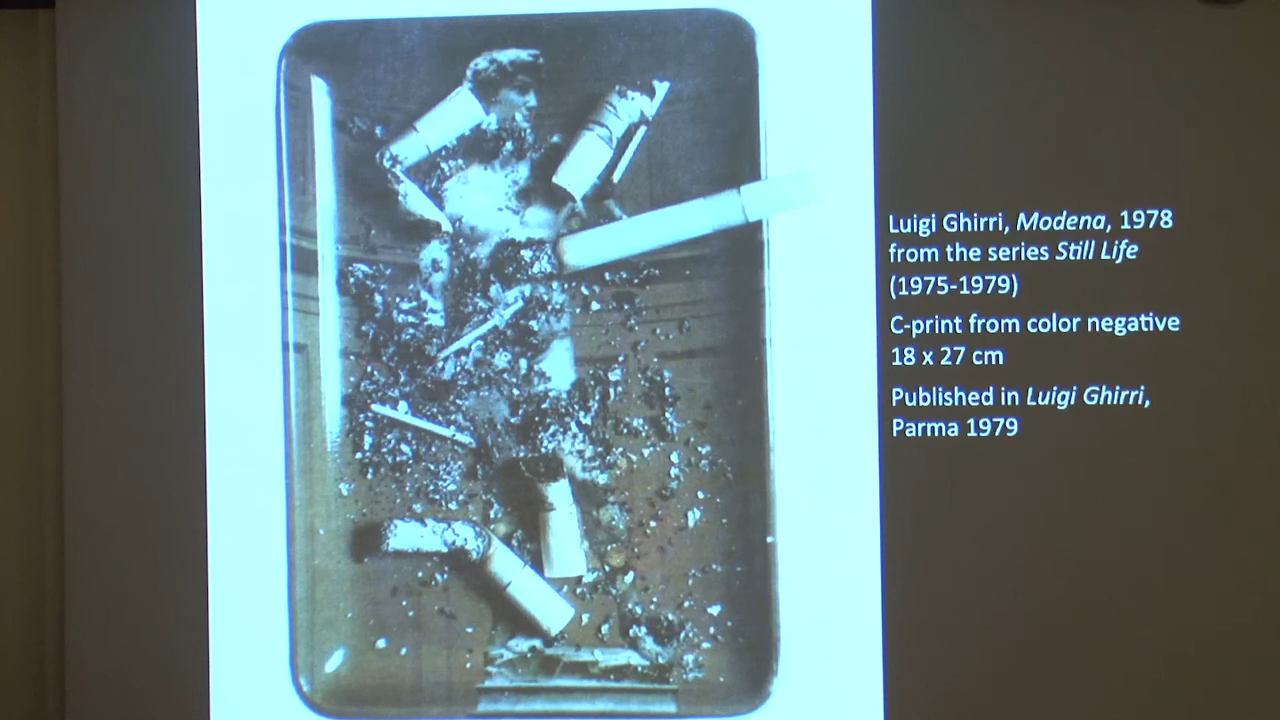 Luigi Ghirri, Modena, 1978
from the series Still Life
(1975-1979)
C-print from color negative
18 x 27 cm
Published in Luigi Ghirri,
Parma 1979